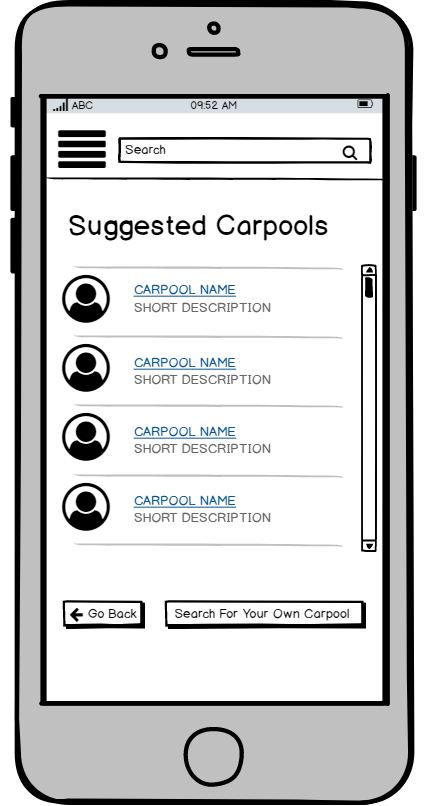 ABC
09:52 AM
Search
Suggested Carpools
CARPOOL NAME
SHORT DESCRIPTION
CARPOOL NAME
SHORT DESCRIPTION
CARPOOL NAME
SHORT DESCRIPTION
CARPOOL NAME
SHORT DESCRIPTION
Go Back
Search For Your Own Carpool